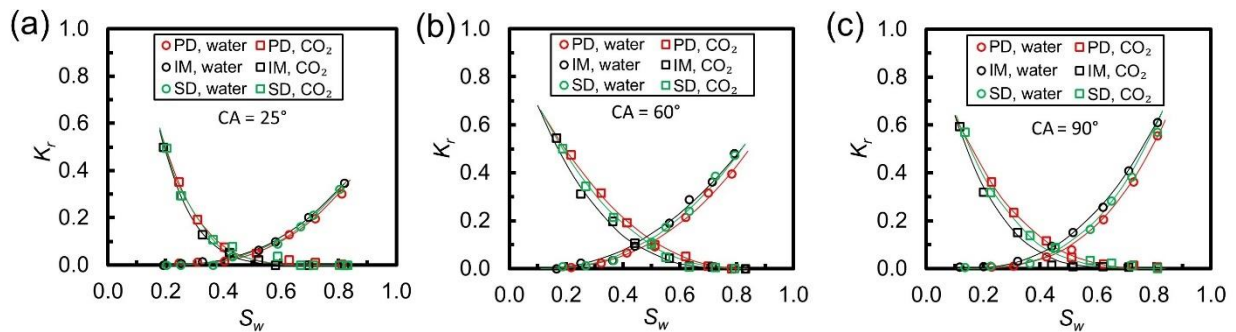 (a)
PD, water PD, CO₂
IM, water IM, CO₂
SD, water SD, CO₂
CA = 25°
Kr
1.0
0.8
0.6
0.4
0.2
0.0
0.0 0.2 0.4 0.6 0.8 1.0
Sw
(b)
PD, water PD, CO₂
IM, water IM, CO₂
SD, water SD, CO₂
CA = 60°
Kr
1.0
0.8
0.6
0.4
0.2
0.0
0.0 0.2 0.4 0.6 0.8 1.0
Sw
(c)
PD, water PD, CO₂
IM, water IM, CO₂
SD, water SD, CO₂
CA = 90°
Kr
1.0
0.8
0.6
0.4
0.2
0.0
0.0 0.2 0.4 0.6 0.8 1.0
Sw